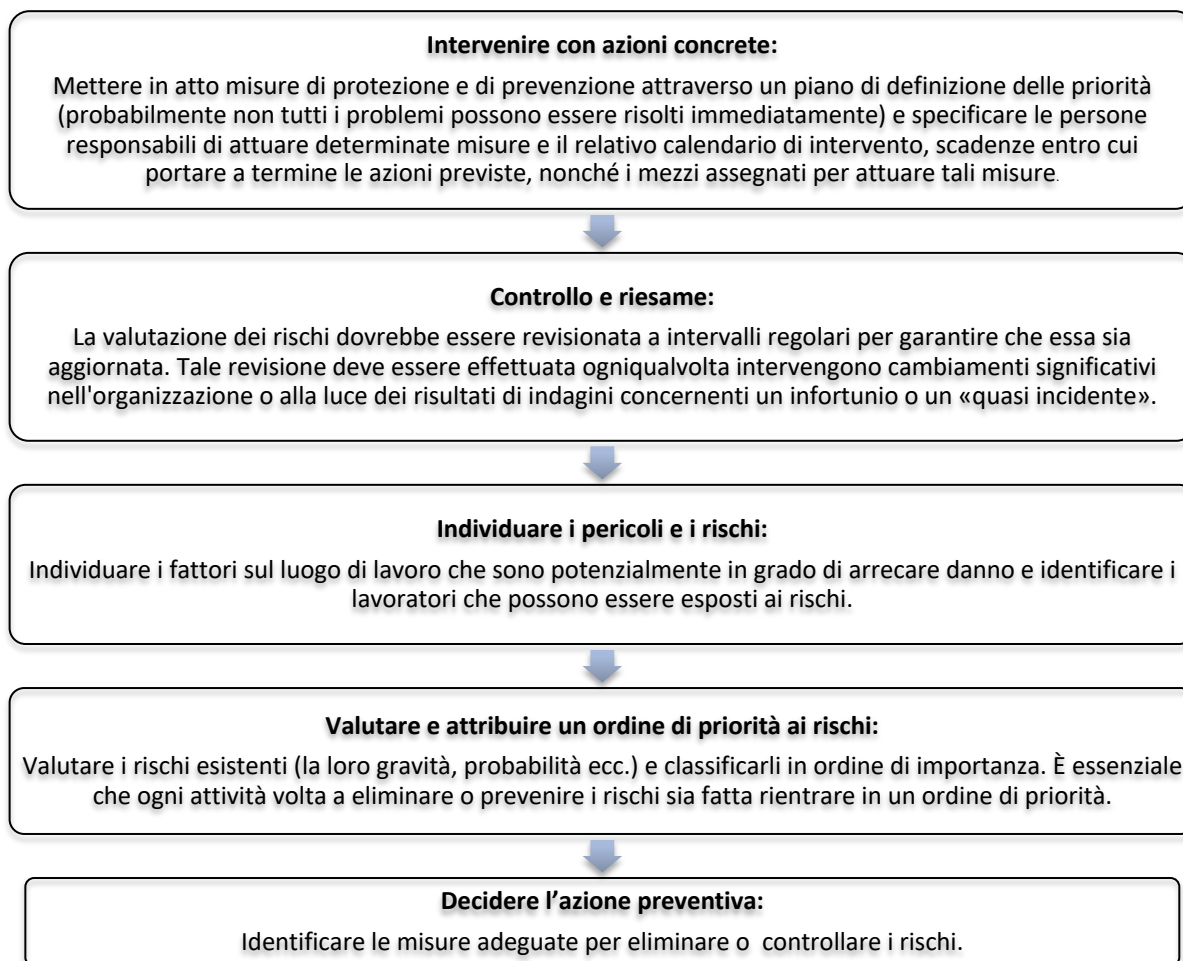 Intervenire con azioni concrete:
Mettere in atto misure di protezione e di prevenzione attraverso un piano di definizione delle priorità
(probabilmente non tutti i problemi possono essere risolti immediatamente) e specificare le persone
responsabili di attuare determinate misure e il relativo calendario di intervento, scadenze entro cui
portare a termine le azioni previste, nonché i mezzi assegnati per attuare tali misure.
Controllo e riesame:
La valutazione dei rischi dovrebbe essere revisionata a intervalli regolari per garantire che essa sia
aggiornata. Tale revisione deve essere effettuata ogniqualvolta intervengono cambiamenti significativi
nell'organizzazione o alla luce dei risultati di indagini concernenti un infortunio o un «quasi incidente».
Individuare i pericoli e i rischi:
Individuare i fattori sul luogo di lavoro che sono potenzialmente in grado di arrecare danno e identificare i
lavoratori che possono essere esposti ai rischi.
Valutare e attribuire un ordine di priorità ai rischi:
Valutare i rischi esistenti (la loro gravità, probabilità ecc.) e classificarli in ordine di importanza. È essenziale
che ogni attività volta a eliminare o prevenire i rischi sia fatta rientrare in un ordine di priorità.
Decidere l’azione preventiva:
Identificare le misure adeguate per eliminare o controllare i rischi.